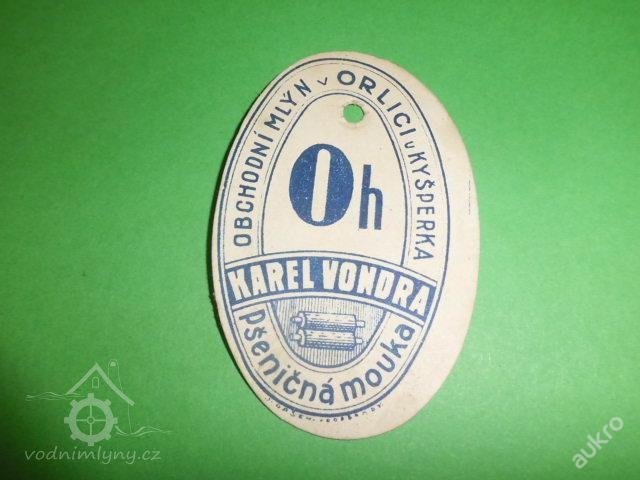 OBCHODNÍ MLÝN v ORLICI u KYŠPERKA
0h
KAREL VONDRA
pšeničná mouka
vodnimlyny.cz
aukro